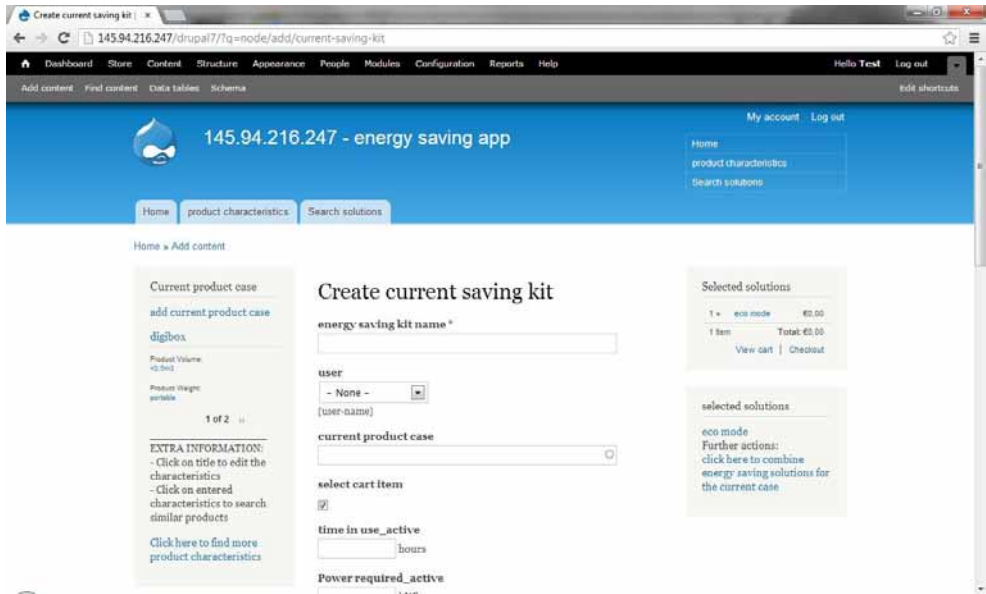 Create current saving kit |
145.94.216.247/drupal7/?q=node/add/current-saving-kit
Dashboard Store Content Structure Appearance People Modules Configuration Reports Help Hello Test Log out
Add content Find content Data tables Schema Edit shortcuts
My account Log out
145.94.216.247 - energy saving app
Home
product characteristics
Search solutions
Home product characteristics Search solutions
Home » Add content
Current product case
add current product case
digibox
Product Volume:
<0.5m3
Product Weight:
portable
1 of 2 ››
EXTRA INFORMATION:
- Click on title to edit the
characteristics
- Click on entered
characteristics to search
similar products
Click here to find more
product characteristics
Create current saving kit
energy saving kit name *
user
- None -
[user-name]
current product case
select cart item
time in use_active
hours
Power required_active
Selected solutions
1 × eco mode €0,00
1 item Total: €0,00
View cart | Checkout
selected solutions
eco mode
Further actions:
click here to combine
energy saving solutions for
the current case